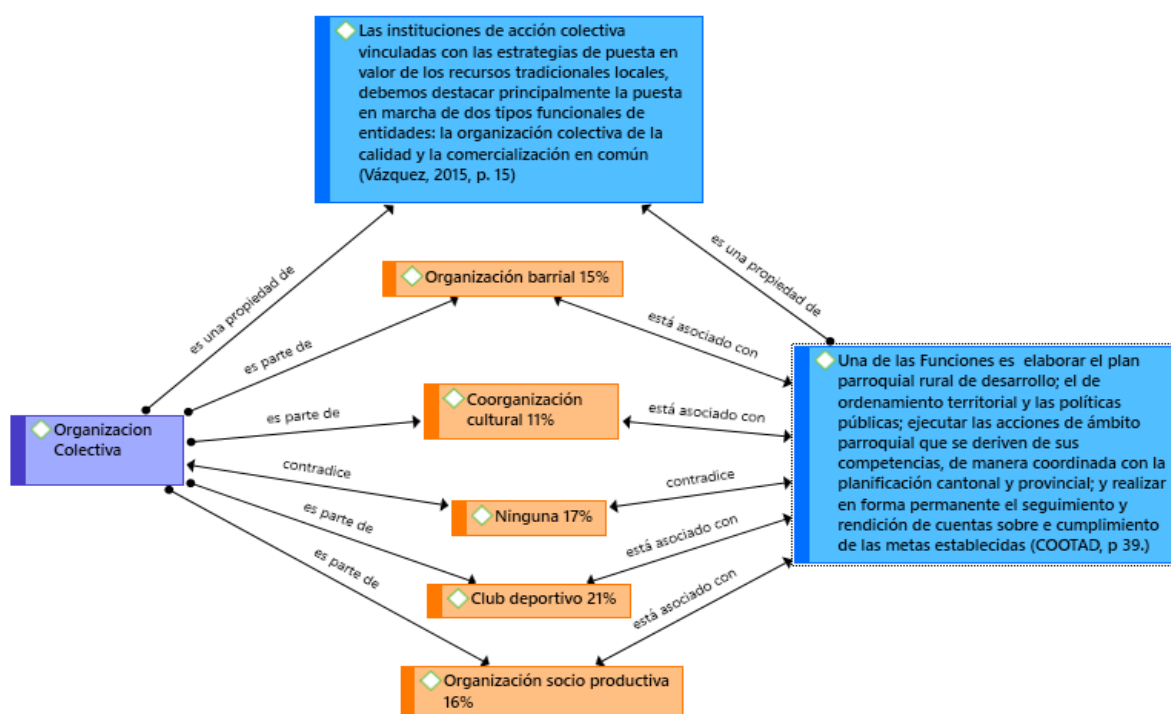 Las instituciones de acción colectiva
vinculadas con las estrategias de puesta en
valor de los recursos tradicionales locales,
debemos destacar principalmente la puesta
en marcha de dos tipos funcionales de
entidades: la organización colectiva de la
calidad y la comercialización en común
(Vázquez, 2015, p. 15)
es una propiedad de
es una propiedad de
Organización barrial 15%
es parte de
está asociado con
Una de las Funciones es elaborar el plan
parroquial rural de desarrollo; el de
ordenamiento territorial y las políticas
públicas; ejecutar las acciones de ámbito
parroquial que se deriven de sus
competencias, de manera coordinada con la
planificación cantonal y provincial; y realizar
en forma permanente el seguimiento y
rendición de cuentas sobre e cumplimiento
de las metas establecidas (COOTAD, p 39.)
Organizacion
Colectiva
es parte de
Coorganización
cultural 11%
está asociado con
contradice
Ninguna 17%
contradice
es parte de
Club deportivo 21%
está asociado con
es parte de
Organización socio productiva
16%
está asociado con